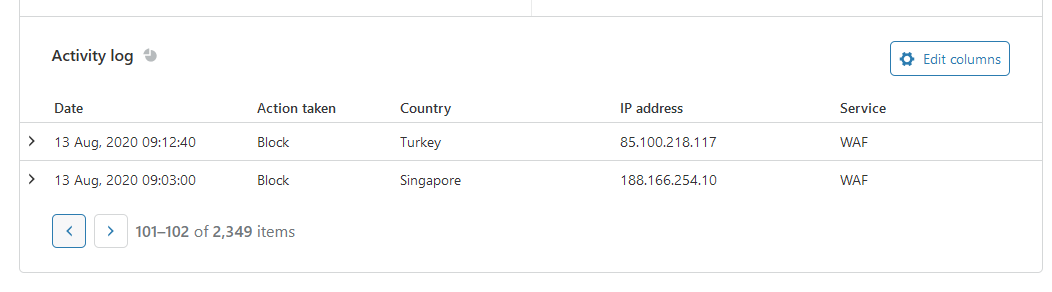 Activity log
Edit columns
Date Action taken Country IP address Service
13 Aug, 2020 09:12:40 Block Turkey 85.100.218.117 WAF
13 Aug, 2020 09:03:00 Block Singapore 188.166.254.10 WAF
101–102 of 2,349 items